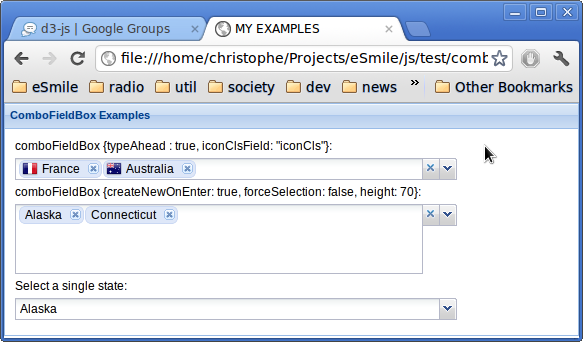 d3-js | Google Groups MY EXAMPLES
file:///home/christophe/Projects/eSmile/js/test/comb
eSmile radio util society dev news » Other Bookmarks
ComboFieldBox Examples
comboFieldBox {typeAhead : true, iconClsField: "iconCls"}:
France Australia
comboFieldBox {createNewOnEnter: true, forceSelection: false, height: 70}:
Alaska Connecticut
Select a single state:
Alaska